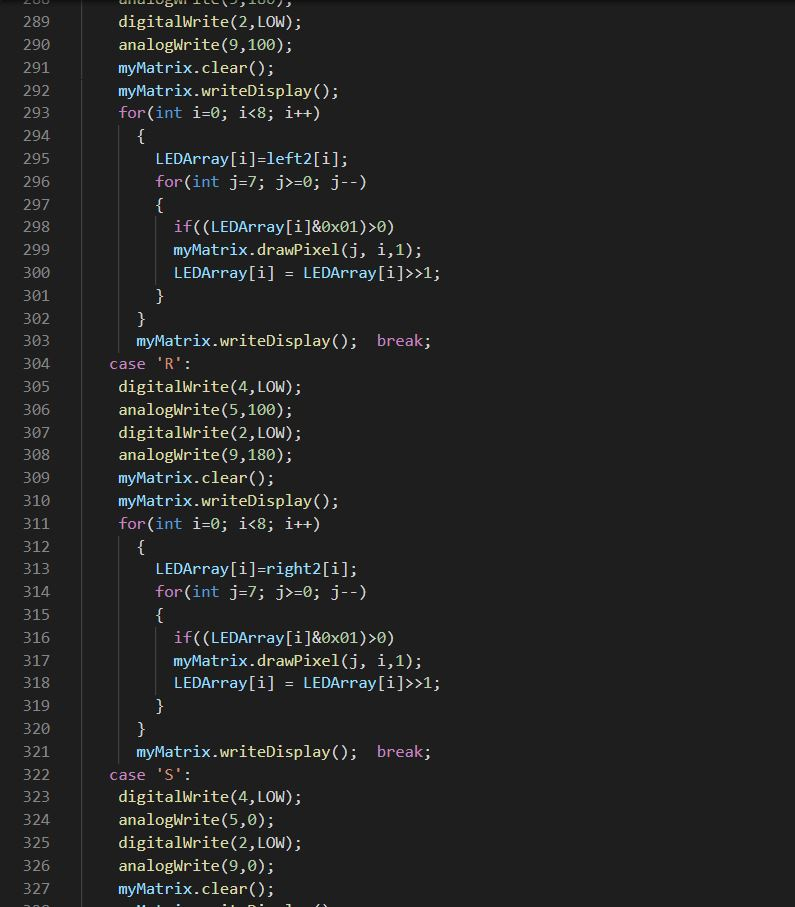 289 digitalWrite(2,LOW);
290 analogWrite(9,100);
291 myMatrix.clear();
292 myMatrix.writeDisplay();
293 for(int i=0; i<8; i++)
294 {
295 LEDArray[i]=left2[i];
296 for(int j=7; j>=0; j--)
297 {
298 if((LEDArray[i]&0x01)>0)
299 myMatrix.drawPixel(j, i,1);
300 LEDArray[i] = LEDArray[i]>>1;
301 }
302 }
303 myMatrix.writeDisplay();  break;
304 case 'R':
305 digitalWrite(4,LOW);
306 analogWrite(5,100);
307 digitalWrite(2,LOW);
308 analogWrite(9,180);
309 myMatrix.clear();
310 myMatrix.writeDisplay();
311 for(int i=0; i<8; i++)
312 {
313 LEDArray[i]=right2[i];
314 for(int j=7; j>=0; j--)
315 {
316 if((LEDArray[i]&0x01)>0)
317 myMatrix.drawPixel(j, i,1);
318 LEDArray[i] = LEDArray[i]>>1;
319 }
320 }
321 myMatrix.writeDisplay();  break;
322 case 'S':
323 digitalWrite(4,LOW);
324 analogWrite(5,0);
325 digitalWrite(2,LOW);
326 analogWrite(9,0);
327 myMatrix.clear();